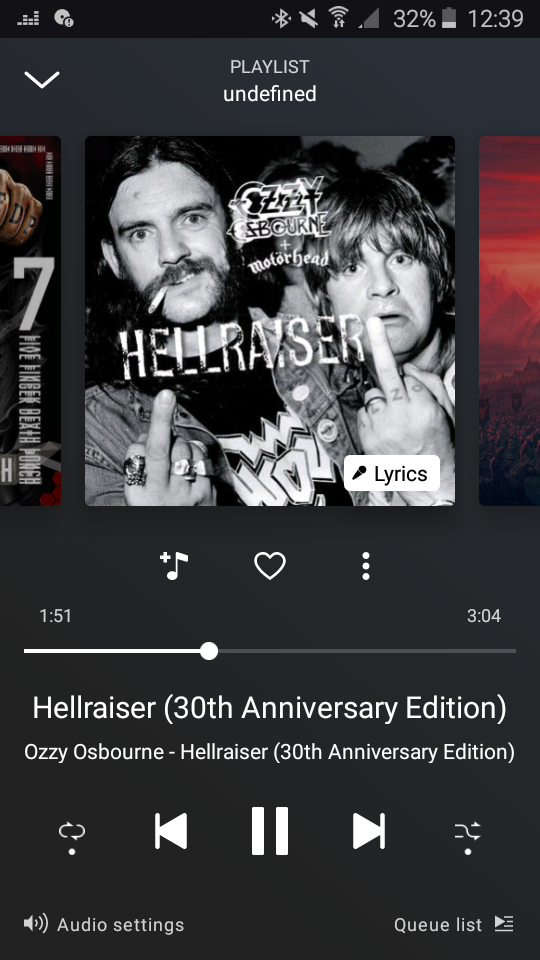 32% 12:39
PLAYLIST
undefined
7
FIVE FINGER DEATH PUNCH
H
OZZY
OSBOURNE
+
motörhead
HELLRAISER
OZZY
Lyrics
1:51
3:04
Hellraiser (30th Anniversary Edition)
Ozzy Osbourne - Hellraiser (30th Anniversary Edition)
Audio settings
Queue list